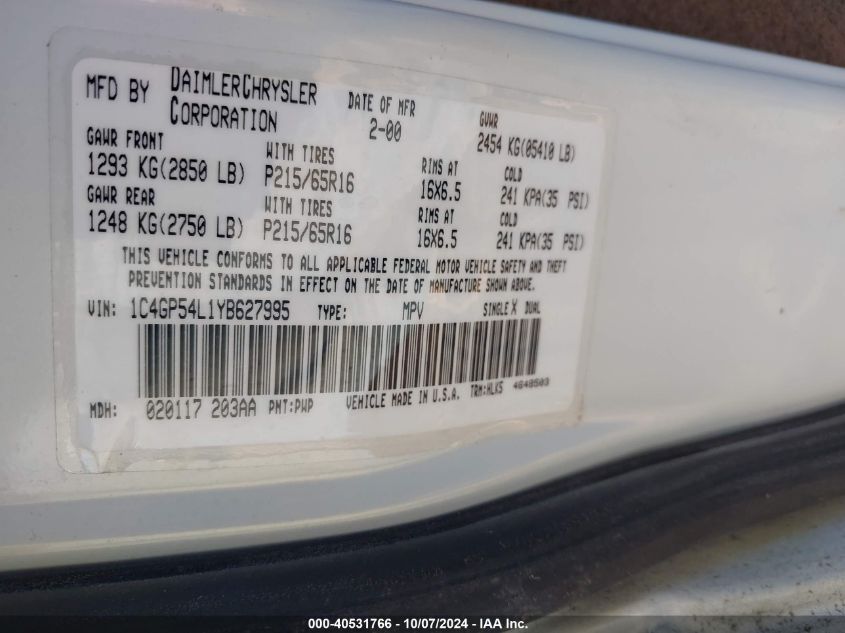 MFD BY DAIMLERCHRYSLER CORPORATION DATE OF MFR 2-00 GVWR 2454 KG(05410 LB)
GAWR FRONT WITH TIRES RIMS AT COLD
1293 KG(2850 LB) P215/65R16 16X6.5 241 KPA(35 PSI)
GAWR REAR WITH TIRES RIMS AT COLD
1248 KG(2750 LB) P215/65R16 16X6.5 241 KPA(35 PSI)
THIS VEHICLE CONFORMS TO ALL APPLICABLE FEDERAL MOTOR VEHICLE SAFETY AND THEFT
PREVENTION STANDARDS IN EFFECT ON THE DATE OF MANUFACTURE SHOWN ABOVE.
VIN: 1C4GP54L1YB627995 TYPE: MPV SINGLE X DUAL
MDH: 020117 203AA PNT:PWP VEHICLE MADE IN U.S.A. TRM:HLK5 4648503
000-40531766 - 10/07/2024 - IAA Inc.